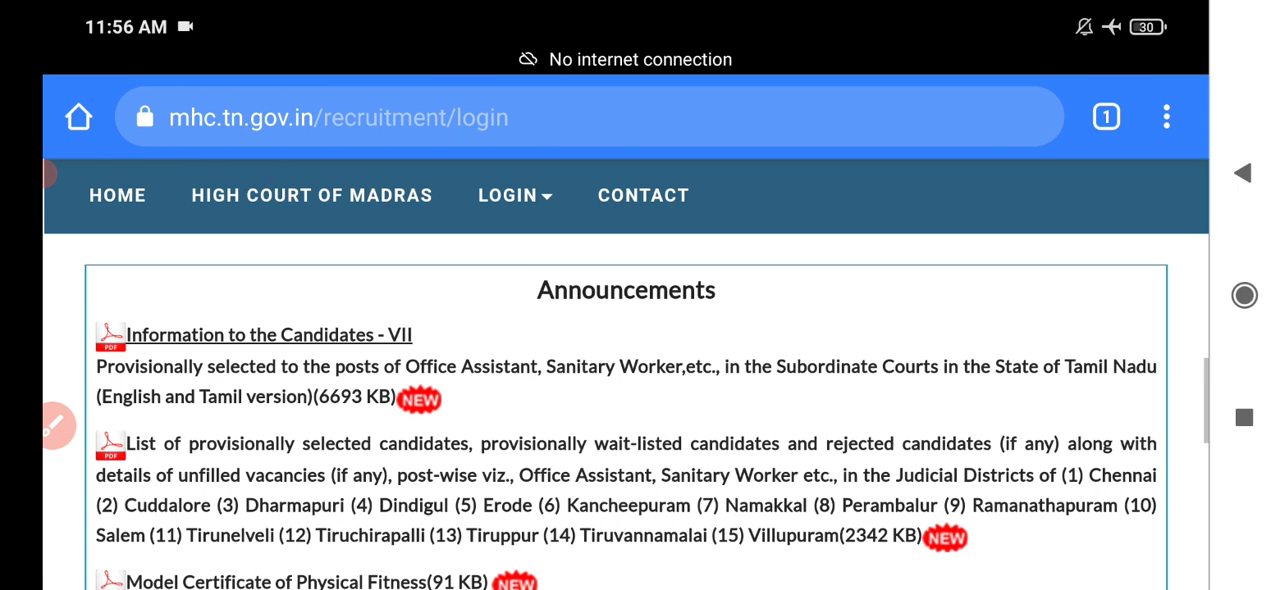 11:56 AM
30
No internet connection
mhc.tn.gov.in/recruitment/login
1
HOME HIGH COURT OF MADRAS LOGIN CONTACT
Announcements
PDF Information to the Candidates - VII
Provisionally selected to the posts of Office Assistant, Sanitary Worker,etc., in the Subordinate Courts in the State of Tamil Nadu
(English and Tamil version)(6693 KB) NEW
PDF List of provisionally selected candidates, provisionally wait-listed candidates and rejected candidates (if any) along with
details of unfilled vacancies (if any), post-wise viz., Office Assistant, Sanitary Worker etc., in the Judicial Districts of (1) Chennai
(2) Cuddalore (3) Dharmapuri (4) Dindigul (5) Erode (6) Kancheepuram (7) Namakkal (8) Perambalur (9) Ramanathapuram (10)
Salem (11) Tirunelveli (12) Tiruchirapalli (13) Tiruppur (14) Tiruvannamalai (15) Villupuram(2342 KB) NEW
Model Certificate of Physical Fitness(91 KB) NEW